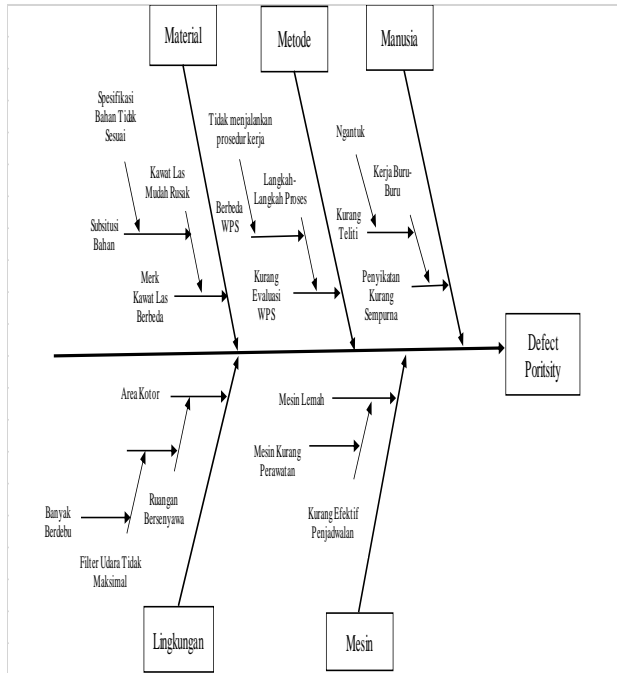 Material
Metode
Manusia
Spesifikasi
Bahan Tidak
Sesuai
Kawat Las
Mudah Rusak
Subsitusi
Bahan
Merk
Kawat Las
Berbeda
Tidak menjalankan
prosedur kerja
Langkah-
Langkah Proses
Berbeda
WPS
Kurang
Evaluasi
WPS
Ngantuk
Kerja Buru-
Buru
Kurang
Teliti
Penyikatan
Kurang
Sempurna
Defect
Poritsity
Area Kotor
Ruangan
Bersenyawa
Banyak
Berdebu
Filter Udara Tidak
Maksimal
Mesin Lemah
Mesin Kurang
Perawatan
Kurang Efektif
Penjadwalan
Lingkungan
Mesin